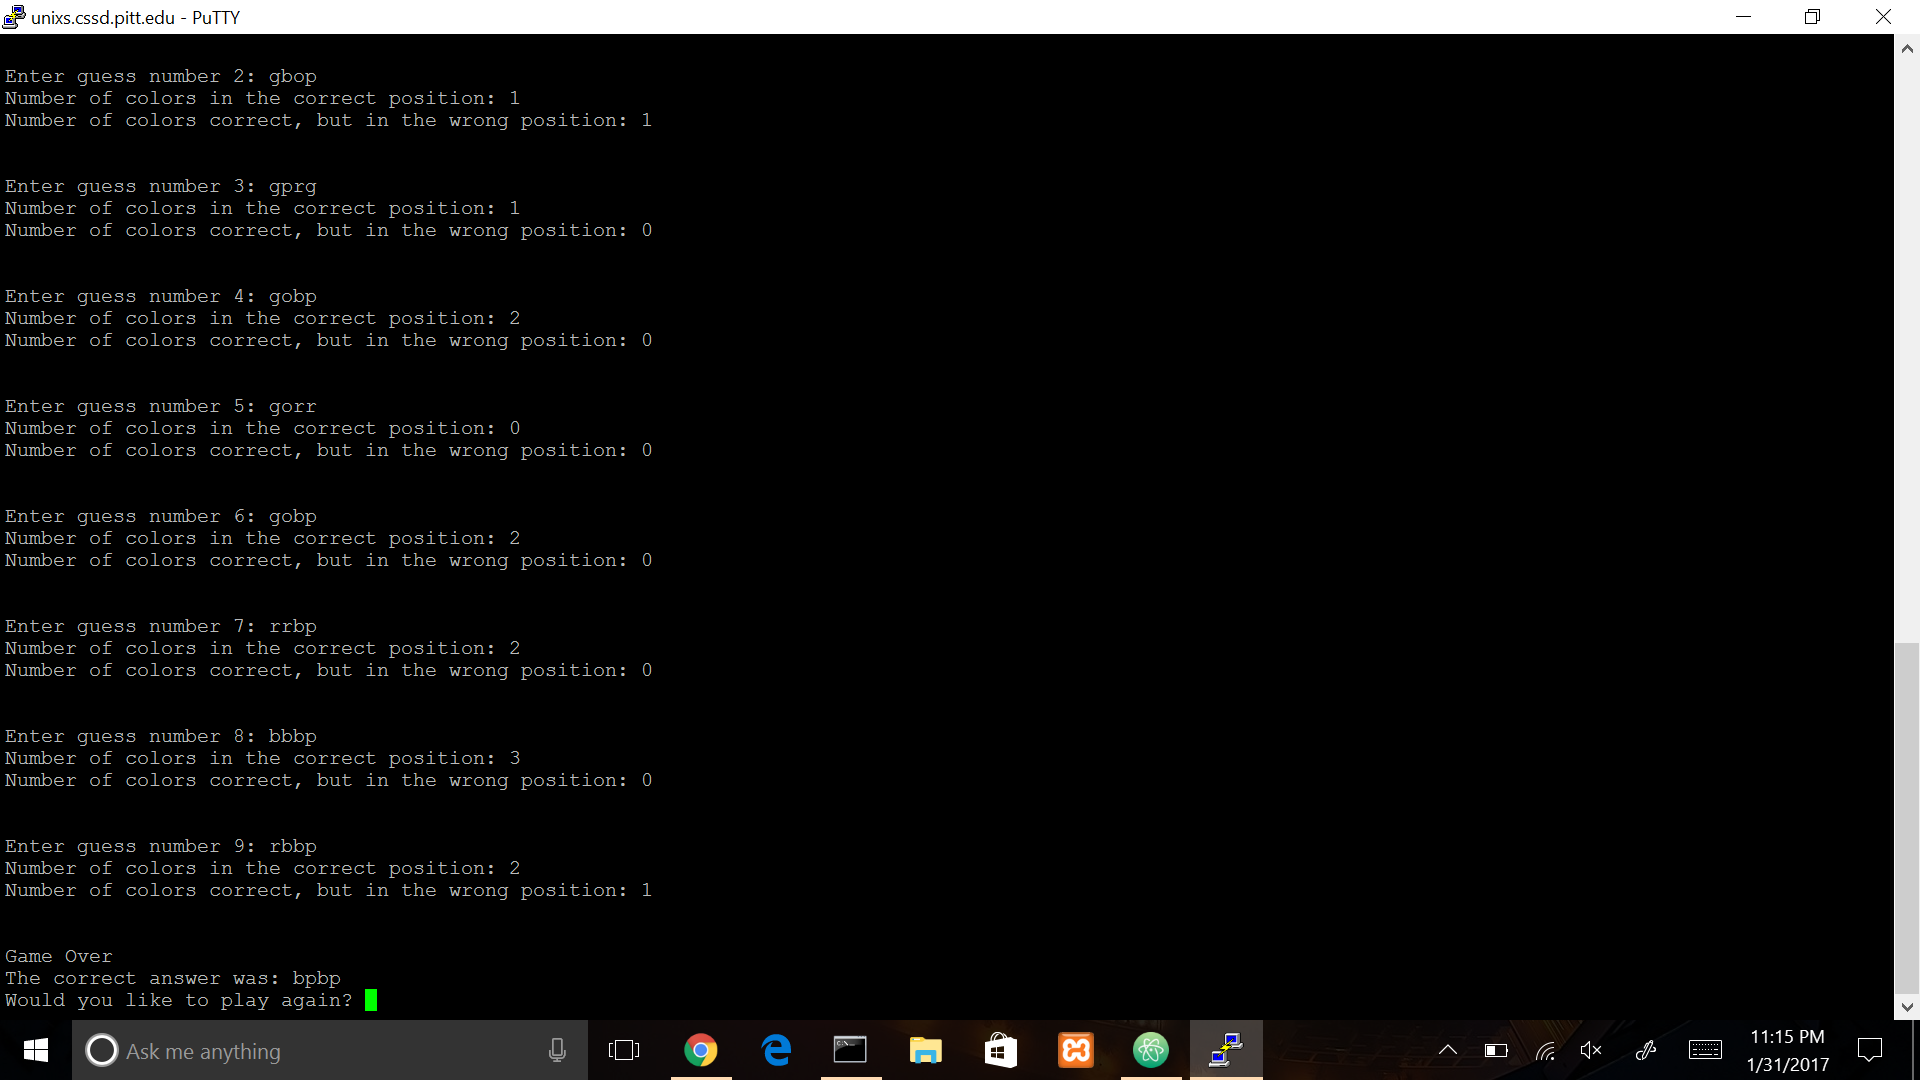 unixs.cssd.pitt.edu - PuTTY
Enter guess number 2: gbop
Number of colors in the correct position: 1
Number of colors correct, but in the wrong position: 1
Enter guess number 3: gprg
Number of colors in the correct position: 1
Number of colors correct, but in the wrong position: 0
Enter guess number 4: gobp
Number of colors in the correct position: 2
Number of colors correct, but in the wrong position: 0
Enter guess number 5: gorr
Number of colors in the correct position: 0
Number of colors correct, but in the wrong position: 0
Enter guess number 6: gobp
Number of colors in the correct position: 2
Number of colors correct, but in the wrong position: 0
Enter guess number 7: rrbp
Number of colors in the correct position: 2
Number of colors correct, but in the wrong position: 0
Enter guess number 8: bbbp
Number of colors in the correct position: 3
Number of colors correct, but in the wrong position: 0
Enter guess number 9: rbbp
Number of colors in the correct position: 2
Number of colors correct, but in the wrong position: 1
Game Over
The correct answer was: bpbp
Would you like to play again?
Ask me anything
11:15 PM
1/31/2017